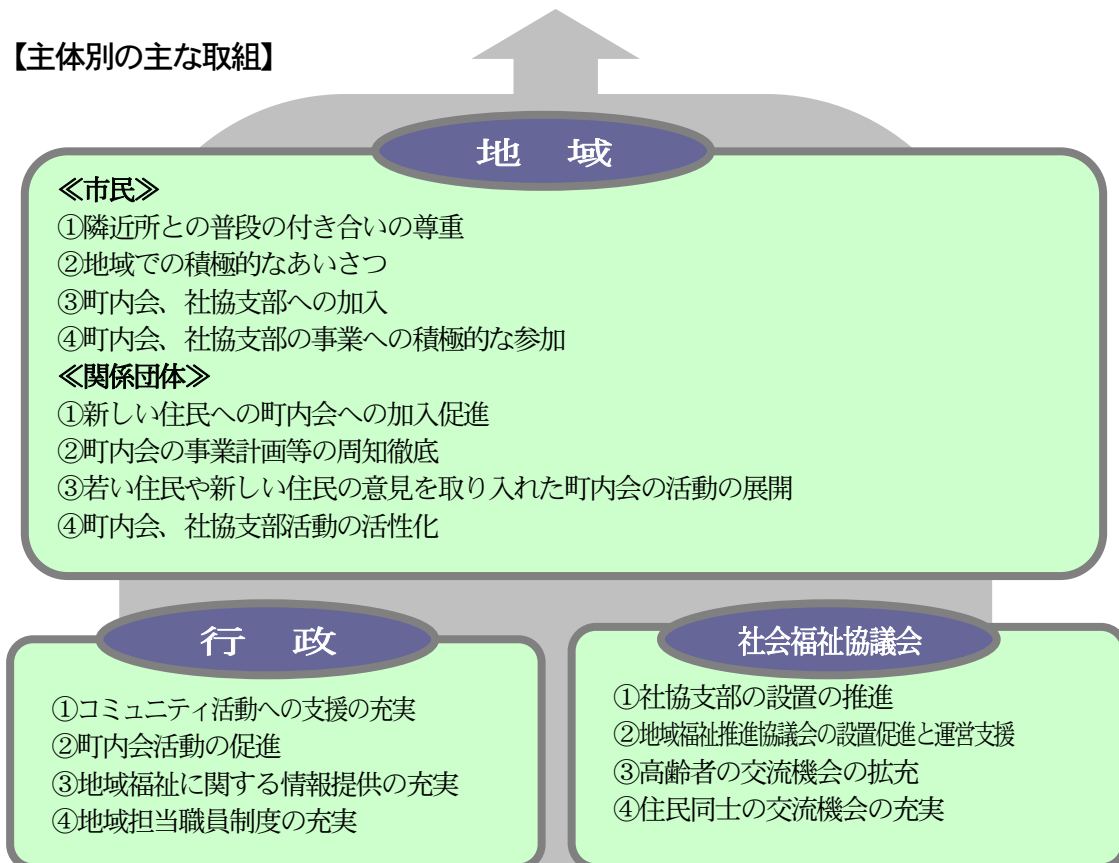 【主体別の主な取組】
地 域
≪市民≫
①隣近所との普段の付き合いの尊重
②地域での積極的なあいさつ
③町内会、社協支部への加入
④町内会、社協支部の事業への積極的な参加
≪関係団体≫
①新しい住民への町内会への加入促進
②町内会の事業計画等の周知徹底
③若い住民や新しい住民の意見を取り入れた町内会の活動の展開
④町内会、社協支部活動の活性化
行 政
①コミュニティ活動への支援の充実
②町内会活動の促進
③地域福祉に関する情報提供の充実
④地域担当職員制度の充実
社会福祉協議会
①社協支部の設置の推進
②地域福祉推進協議会の設置促進と運営支援
③高齢者の交流機会の拡充
④住民同士の交流機会の充実